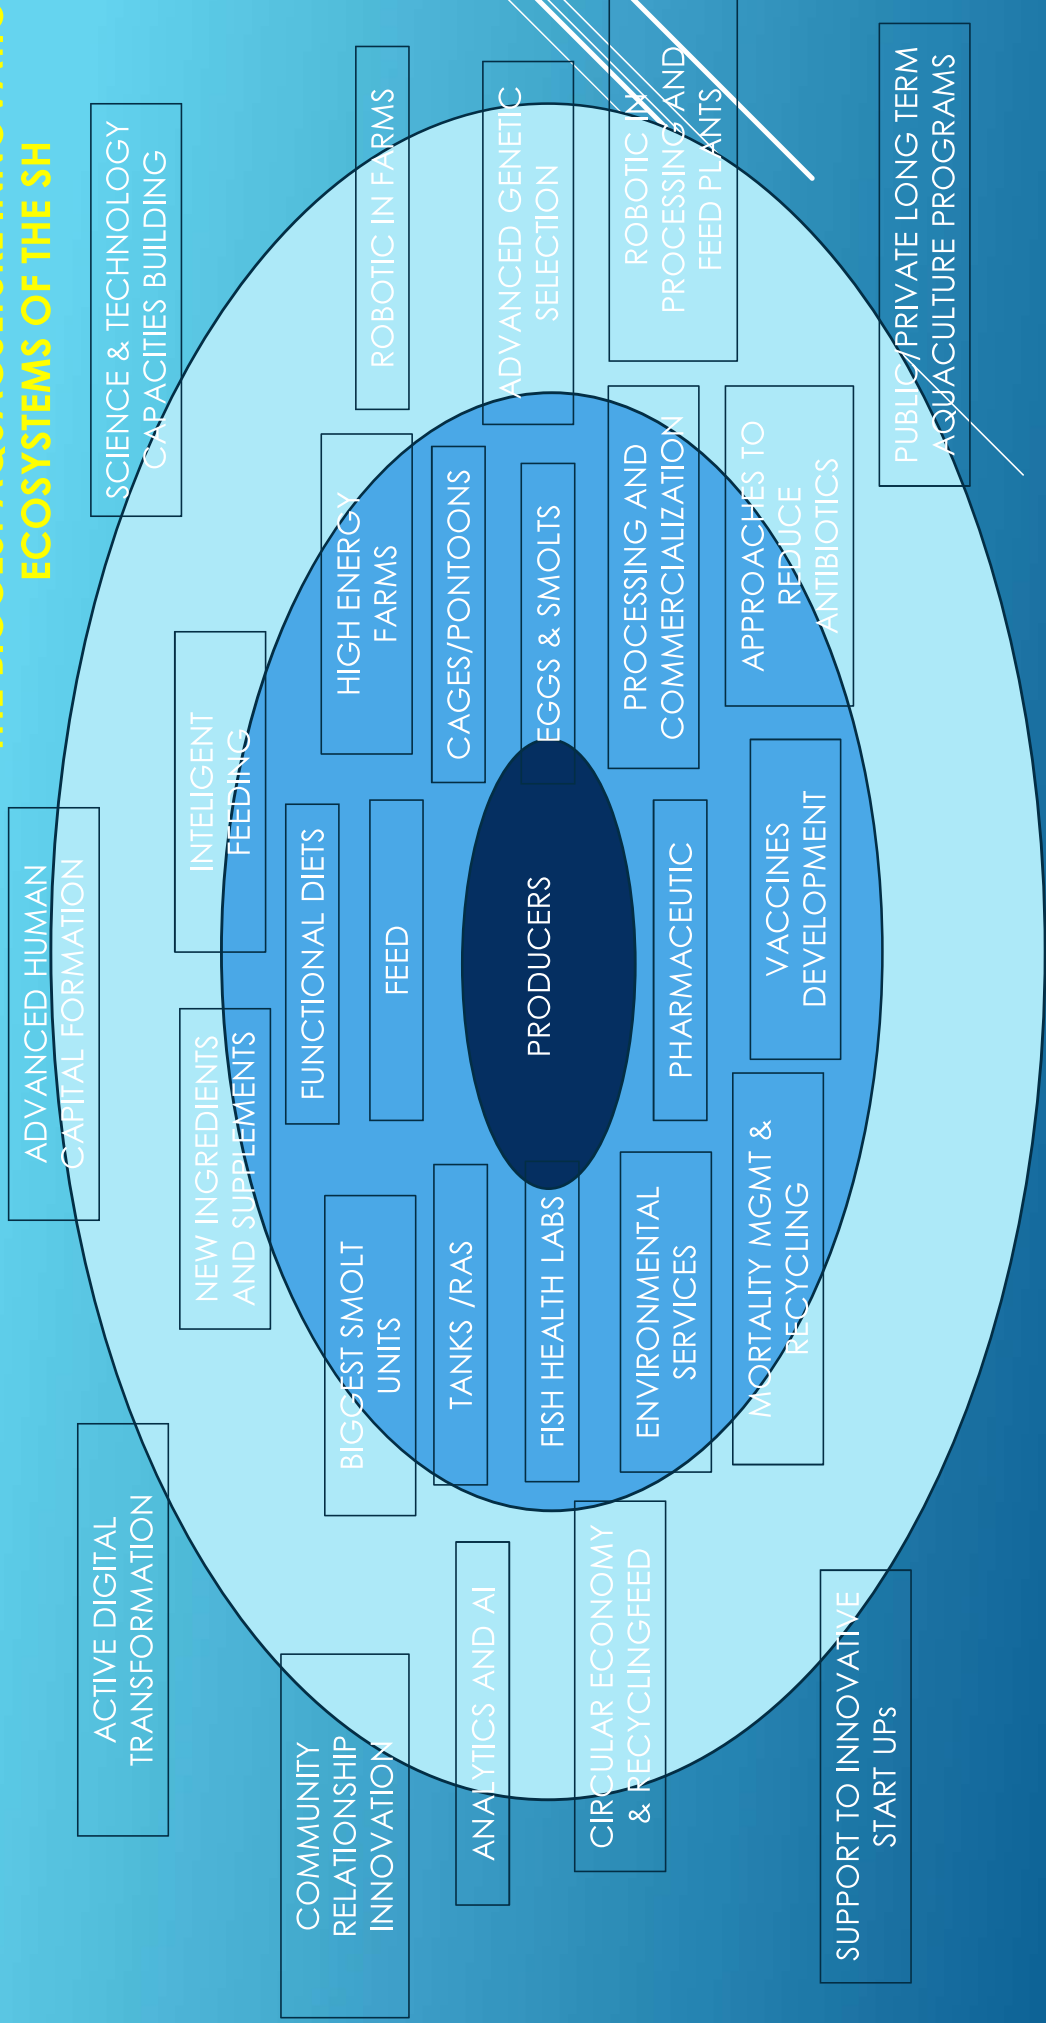 ECOSYSTEMS OF THE SH
ADVANCED HUMAN
CAPITAL FORMATION
ACTIVE DIGITAL
TRANSFORMATION
SCIENCE & TECHNOLOGY
CAPACITIES BUILDING
NEW INGREDIENTS
AND SUPPLEMENTS
INTELIGENT
FEEDING
COMMUNITY
RELATIONSHIP
INNOVATION
FUNCTIONAL DIETS
BIGGEST SMOLT
UNITS
HIGH ENERGY
FARMS
ROBOTIC IN FARMS
FEED
TANKS /RAS
CAGES/PONTOONS
ANALYTICS AND AI
ADVANCED GENETIC
SELECTION
PRODUCERS
FISH HEALTH LABS
EGGS & SMOLTS
CIRCULAR ECONOMY
& RECYCLINGFEED
ENVIRONMENTAL
SERVICES
PHARMACEUTIC
PROCESSING AND
COMMERCIALIZATION
ROBOTIC IN
PROCESSING AND
FEED PLANTS
MORTALITY MGMT &
RECYCLING
VACCINES
DEVELOPMENT
APPROACHES TO
REDUCE
ANTIBIOTICS
SUPPORT TO INNOVATIVE
START UPs
PUBLIC/PRIVATE LONG TERM
AQUACULTURE PROGRAMS